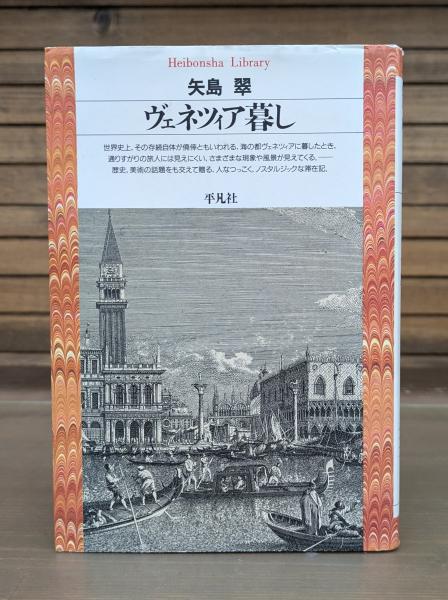 Heibonsha Library
矢島 翠
ヴェネツィア暮し
世界史上、その存続自体が僥倖ともいわれる、海の都ヴェネツィアに暮したとき、
通りすがりの旅人には見えにくい、さまざまな現象や風景が見えてくる。――
歴史、美術の話題をも交えて贈る、人なつっこく、ノスタルジックな滞在記。
平凡社